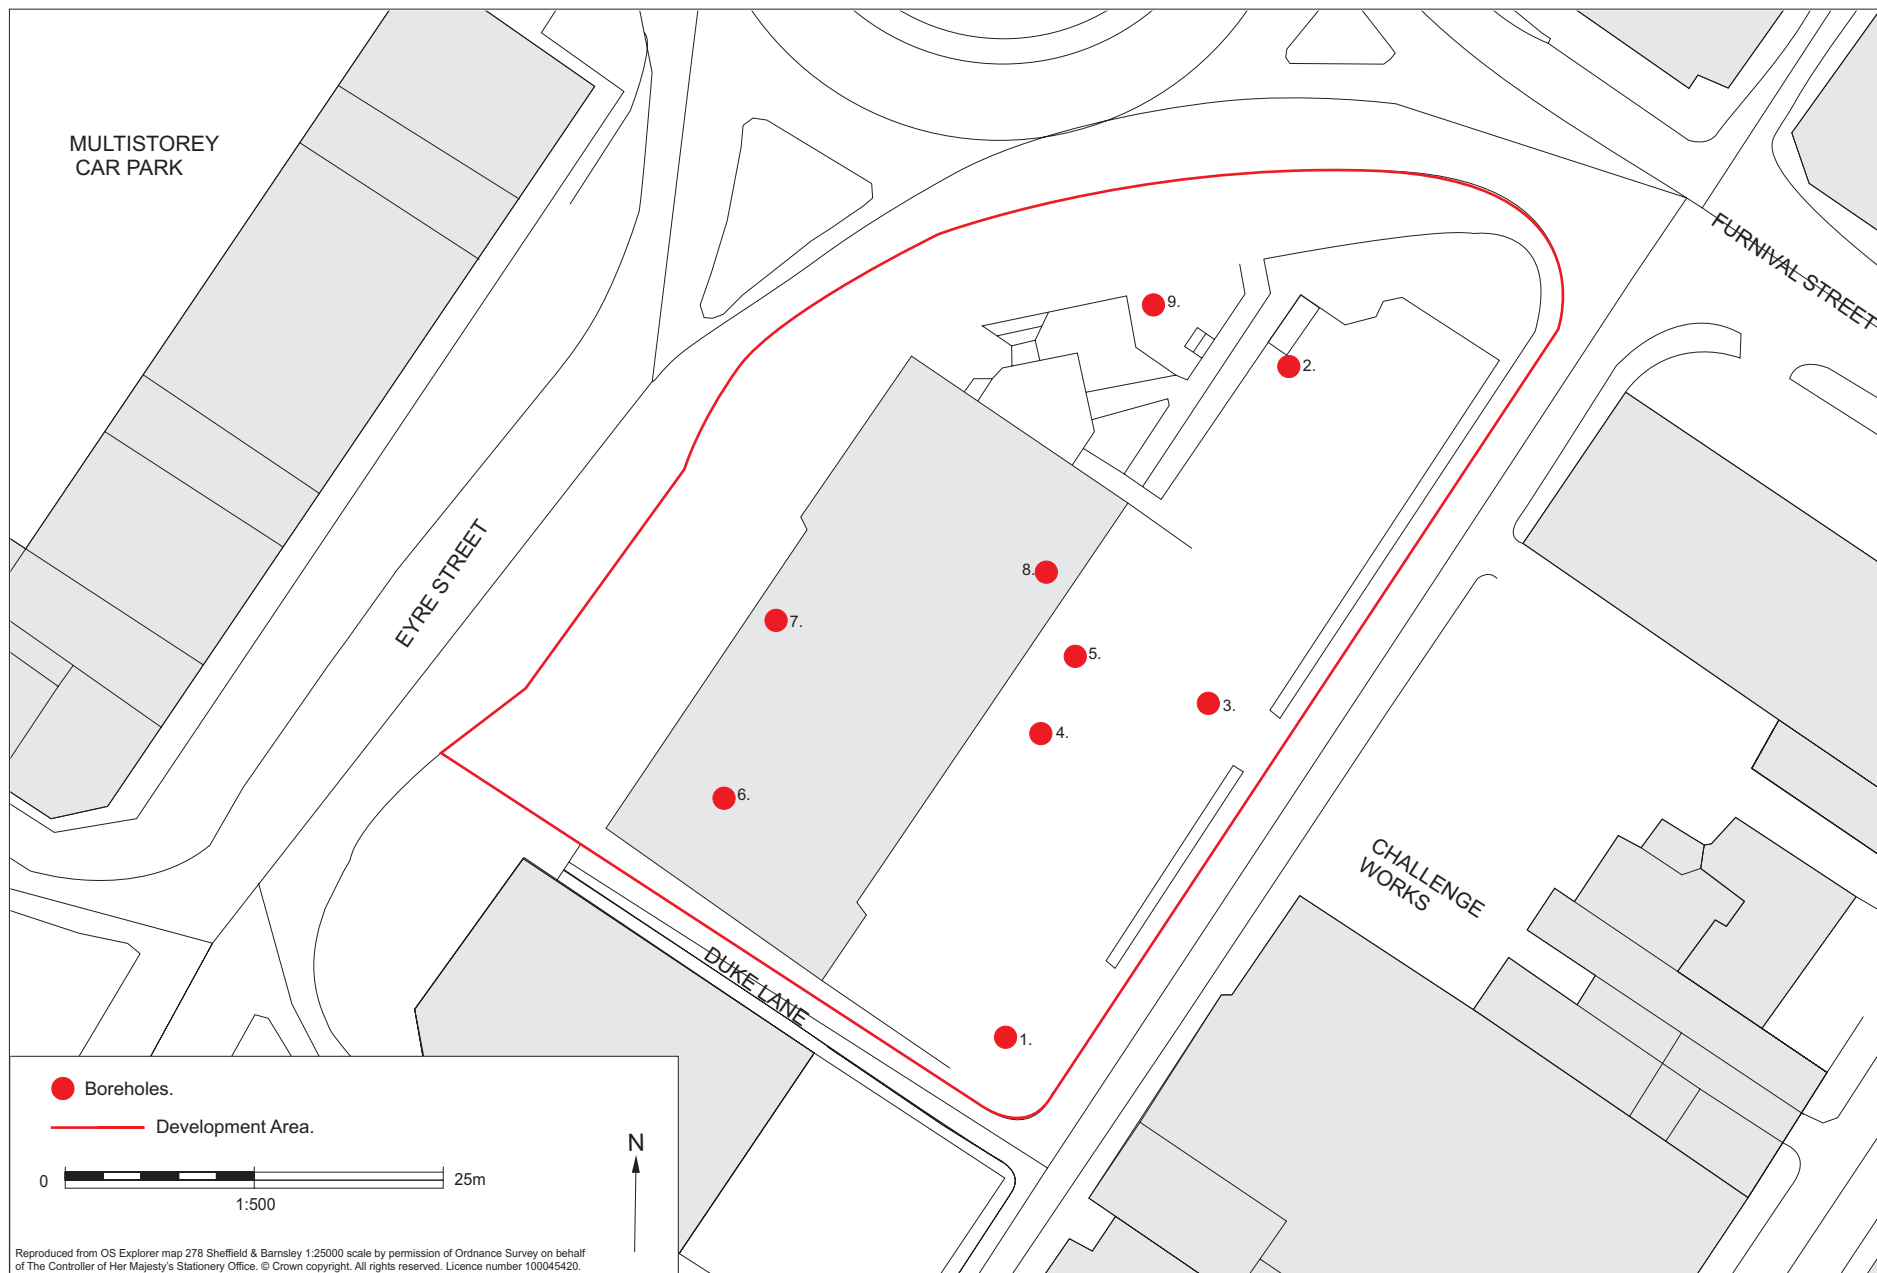 MULTISTOREY
CAR PARK
FURNIVAL STREET
9.
2.
EYRE STREET
8.
7.
5.
3.
4.
6.
CHALLENGE
WORKS
DUKE LANE
1.
Boreholes.
Development Area.
N
0
25m
1:500
Reproduced from OS Explorer map 278 Sheffield & Barnsley 1:25000 scale by permission of Ordnance Survey on behalf
of The Controller of Her Majesty's Stationery Office. © Crown copyright. All rights reserved. Licence number 100045420.